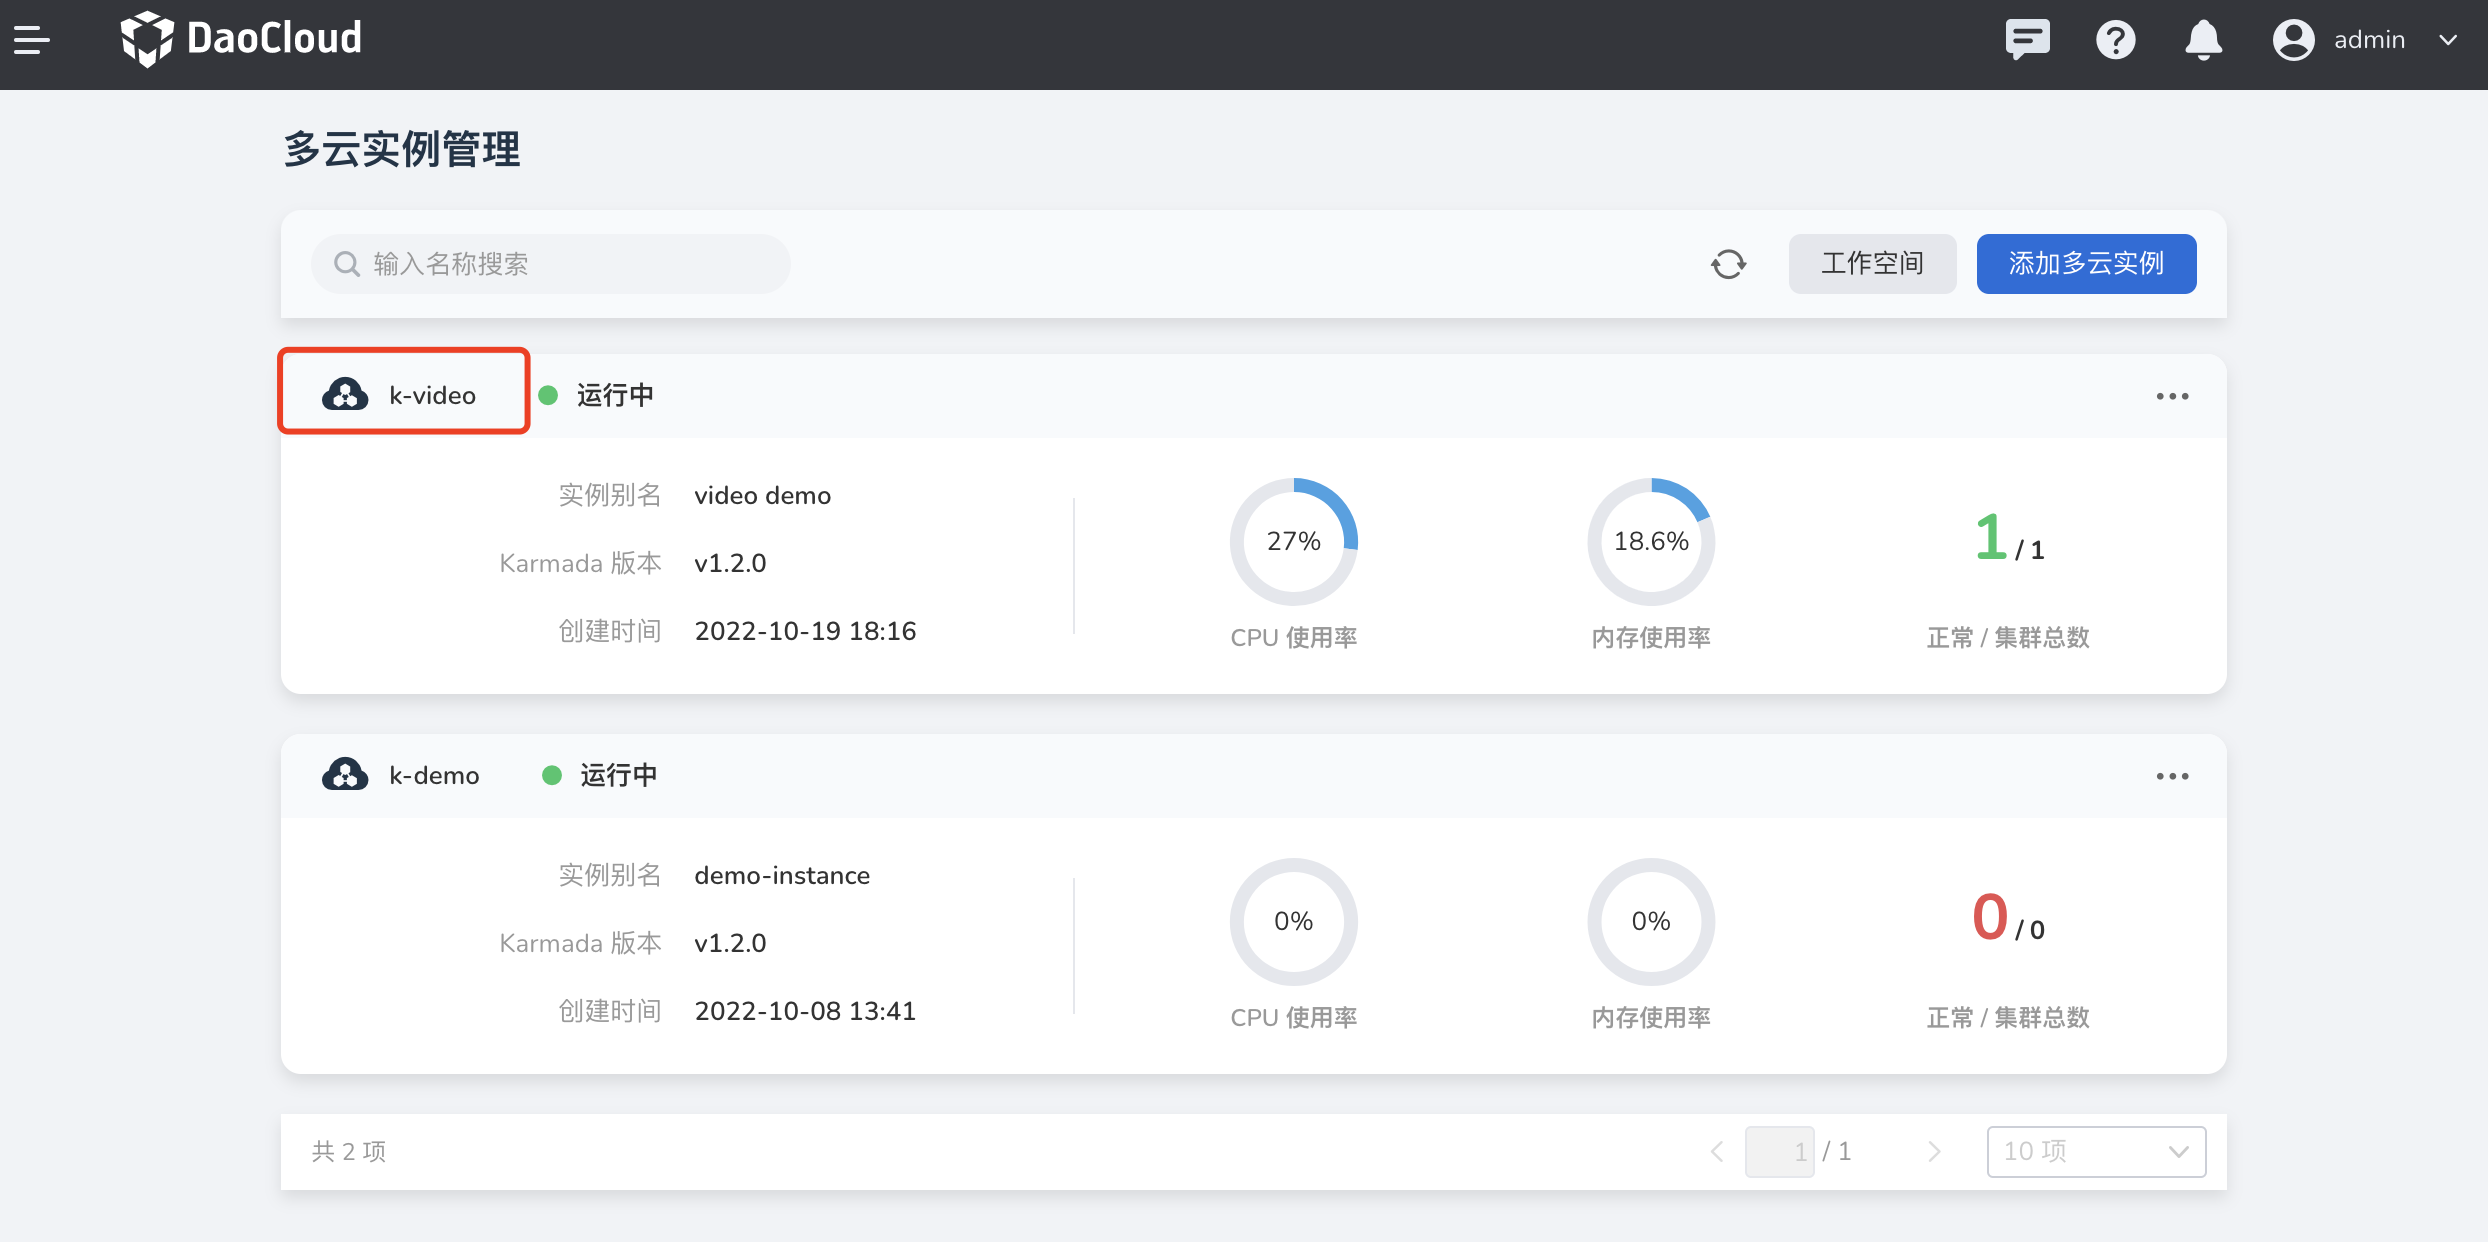 DaoCloud
admin
多云实例管理
输入名称搜索
工作空间
添加多云实例
k-video
运行中
实例别名 video demo
Karmada 版本 v1.2.0
创建时间 2022-10-19 18:16
27%
CPU 使用率
18.6%
内存使用率
1 / 1
正常 / 集群总数
k-demo
运行中
实例别名 demo-instance
Karmada 版本 v1.2.0
创建时间 2022-10-08 13:41
0%
CPU 使用率
0%
内存使用率
0 / 0
正常 / 集群总数
共 2 项
1 / 1
10 项